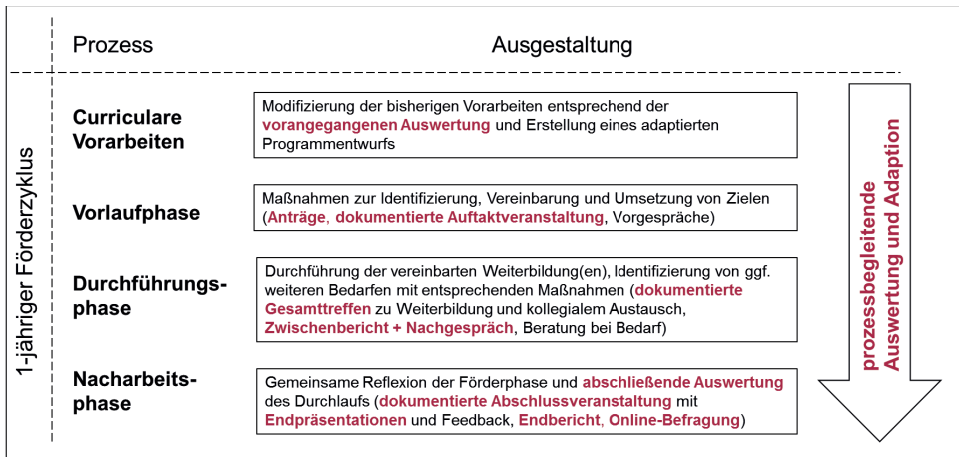 Prozess
Ausgestaltung
1-jähriger Förderzyklus
Curriculare
Vorarbeiten
Modifizierung der bisherigen Vorarbeiten entsprechend der
vorangegangenen Auswertung und Erstellung eines adaptierten
Programmentwurfs
Vorlaufphase
Maßnahmen zur Identifizierung, Vereinbarung und Umsetzung von Zielen
(Anträge, dokumentierte Auftaktveranstaltung, Vorgespräche)
Durchführungs-
phase
Durchführung der vereinbarten Weiterbildung(en), Identifizierung von ggf.
weiteren Bedarfen mit entsprechenden Maßnahmen (dokumentierte
Gesamttreffen zu Weiterbildung und kollegialem Austausch,
Zwischenbericht + Nachgespräch, Beratung bei Bedarf)
Nacharbeits-
phase
Gemeinsame Reflexion der Förderphase und abschließende Auswertung
des Durchlaufs (dokumentierte Abschlussveranstaltung mit
Endpräsentationen und Feedback, Endbericht, Online-Befragung)
prozessbegleitende
Auswertung und Adaption